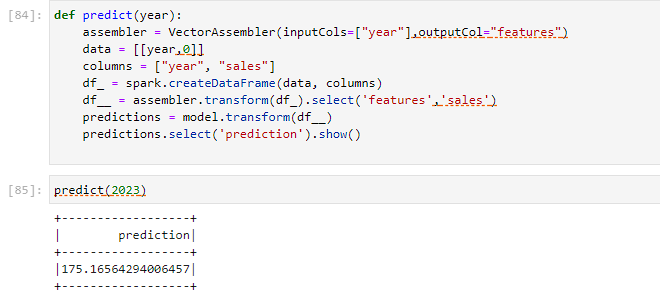 [84]: def predict(year):
assembler = VectorAssembler(inputCols=["year"],outputCol="features")
data = [[year,0]]
columns = ["year", "sales"]
df_ = spark.createDataFrame(data, columns)
df__ = assembler.transform(df_).select('features','sales')
predictions = model.transform(df__)
predictions.select('prediction').show()
[85]: predict(2023)
+------------------+
|        prediction|
+------------------+
|175.16564294006457|
+------------------+